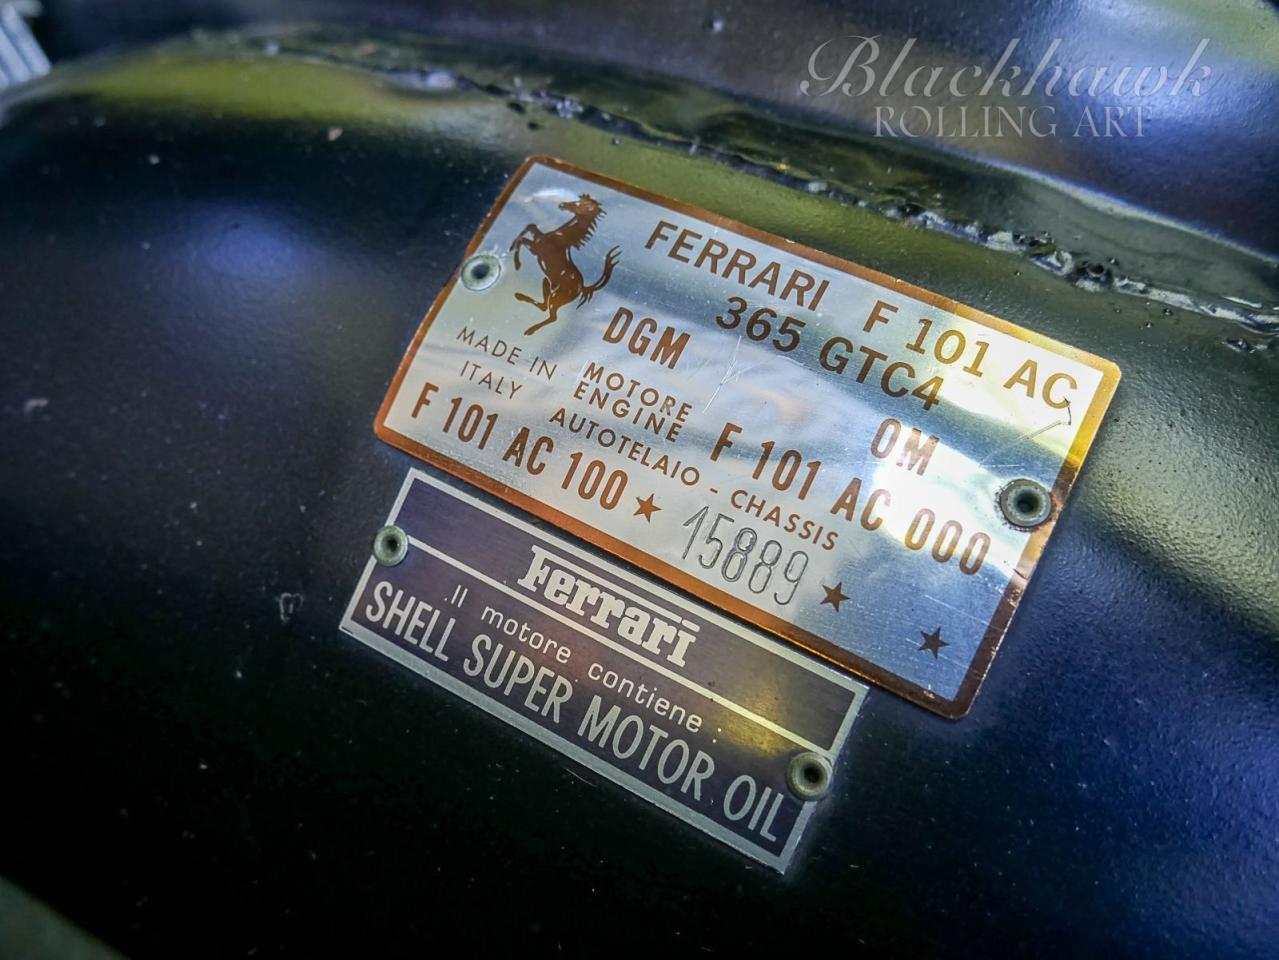 Blackhawk
ROLLING ART
FERRARI F 101 AC
365 GTC4
DGM OM
MADE IN
ITALY
MOTORE
ENGINE
F 101 AC 000
AUTOTELAIO - CHASSIS
F 101 AC 100 ★ 15889 ★
★
Ferrari
Il motore contiene :
SHELL SUPER MOTOR OIL